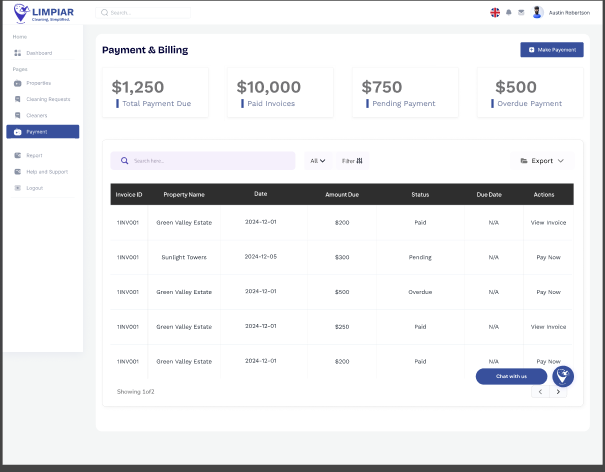 LIMPIAR
Cleaning, Simplified.
Search...
Austin Robertson
Home
Dashboard
Pages
Properties
Cleaning Requests
Cleaners
Payment
Report
Help and Support
Logout
Payment & Billing
Make Payement
$1,250
Total Payment Due
$10,000
Paid Invoices
$750
Pending Payment
$500
Overdue Payment
Search here..
All
Filter
Export
Invoice ID Property Name Date Amount Due Status Due Date Actions
1INV001 Green Valley Estate 2024-12-01 $200 Paid N/A View Invoice
1INV001 Sunlight Towers 2024-12-05 $300 Pending N/A Pay Now
1INV001 Green Valley Estate 2024-12-01 $500 Overdue N/A Pay Now
1INV001 Green Valley Estate 2024-12-01 $250 Paid N/A View Invoice
1INV001 Green Valley Estate 2024-12-01 $200 Paid N/A Pay Now
Chat with us
Showing 1of2